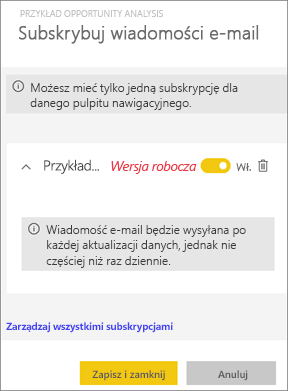 PRZYKŁAD OPPORTUNITY ANALYSIS
Subskrybuj wiadomości e-mail
Możesz mieć tylko jedną subskrypcję dla
danego pulpitu nawigacyjnego.
Przykład... Wersja robocza Wł.
Wiadomość e-mail będzie wysyłana po
każdej aktualizacji danych, jednak nie
częściej niż raz dziennie.
Zarządzaj wszystkimi subskrypcjami
Zapisz i zamknij Anuluj